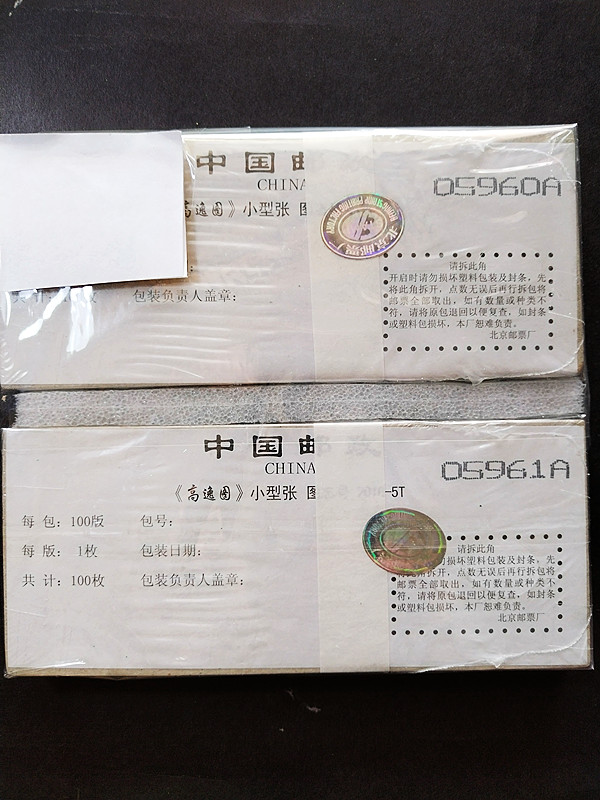 中国
CHINA
05960A
高逸图》小型张 图
共计:
包装负责人盖章:
北京邮票厂
请拆此角
开启时请勿损坏塑料包装及封条,先
将此角拆开,点数无误后再行拆包将
邮票全部取出,如有数量或种类不
符,请将原包退回以便复查,如封条
或塑料包损坏,本厂恕难负责。
北京邮票厂
中国
CHINA
05961A
《高逸图》小型张 图 -5T
每包:100版 包号:
每版: 1枚 包装日期:
共计:100枚 包装负责人盖章:
请拆此角
勿损坏塑料包装及封条,先
拆开,点数无误后再行拆包将
邮票全部取出,如有数量或种类不
符,请将原包退回以便复查,如封条
或塑料包损坏,本厂恕难负责。
北京邮票厂